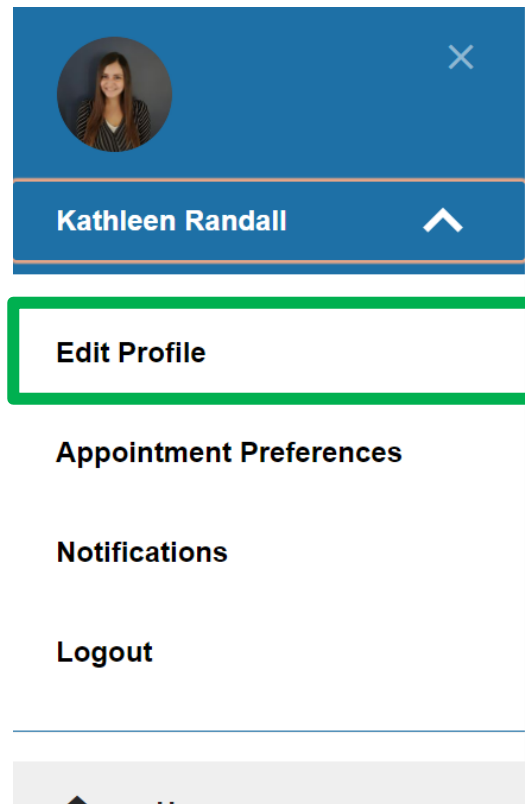 Kathleen Randall
Edit Profile
Appointment Preferences
Notifications
Logout